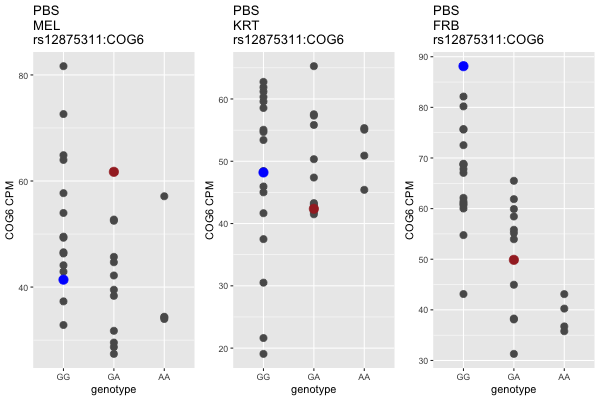 PBS
MEL
rs12875311:COG6
80
60
40
COG6 CPM
GG
GA
AA
genotype
PBS
KRT
rs12875311:COG6
60
50
40
30
20
COG6 CPM
GG
GA
AA
genotype
PBS
FRB
rs12875311:COG6
90
80
70
60
50
40
30
COG6 CPM
GG
GA
AA
genotype